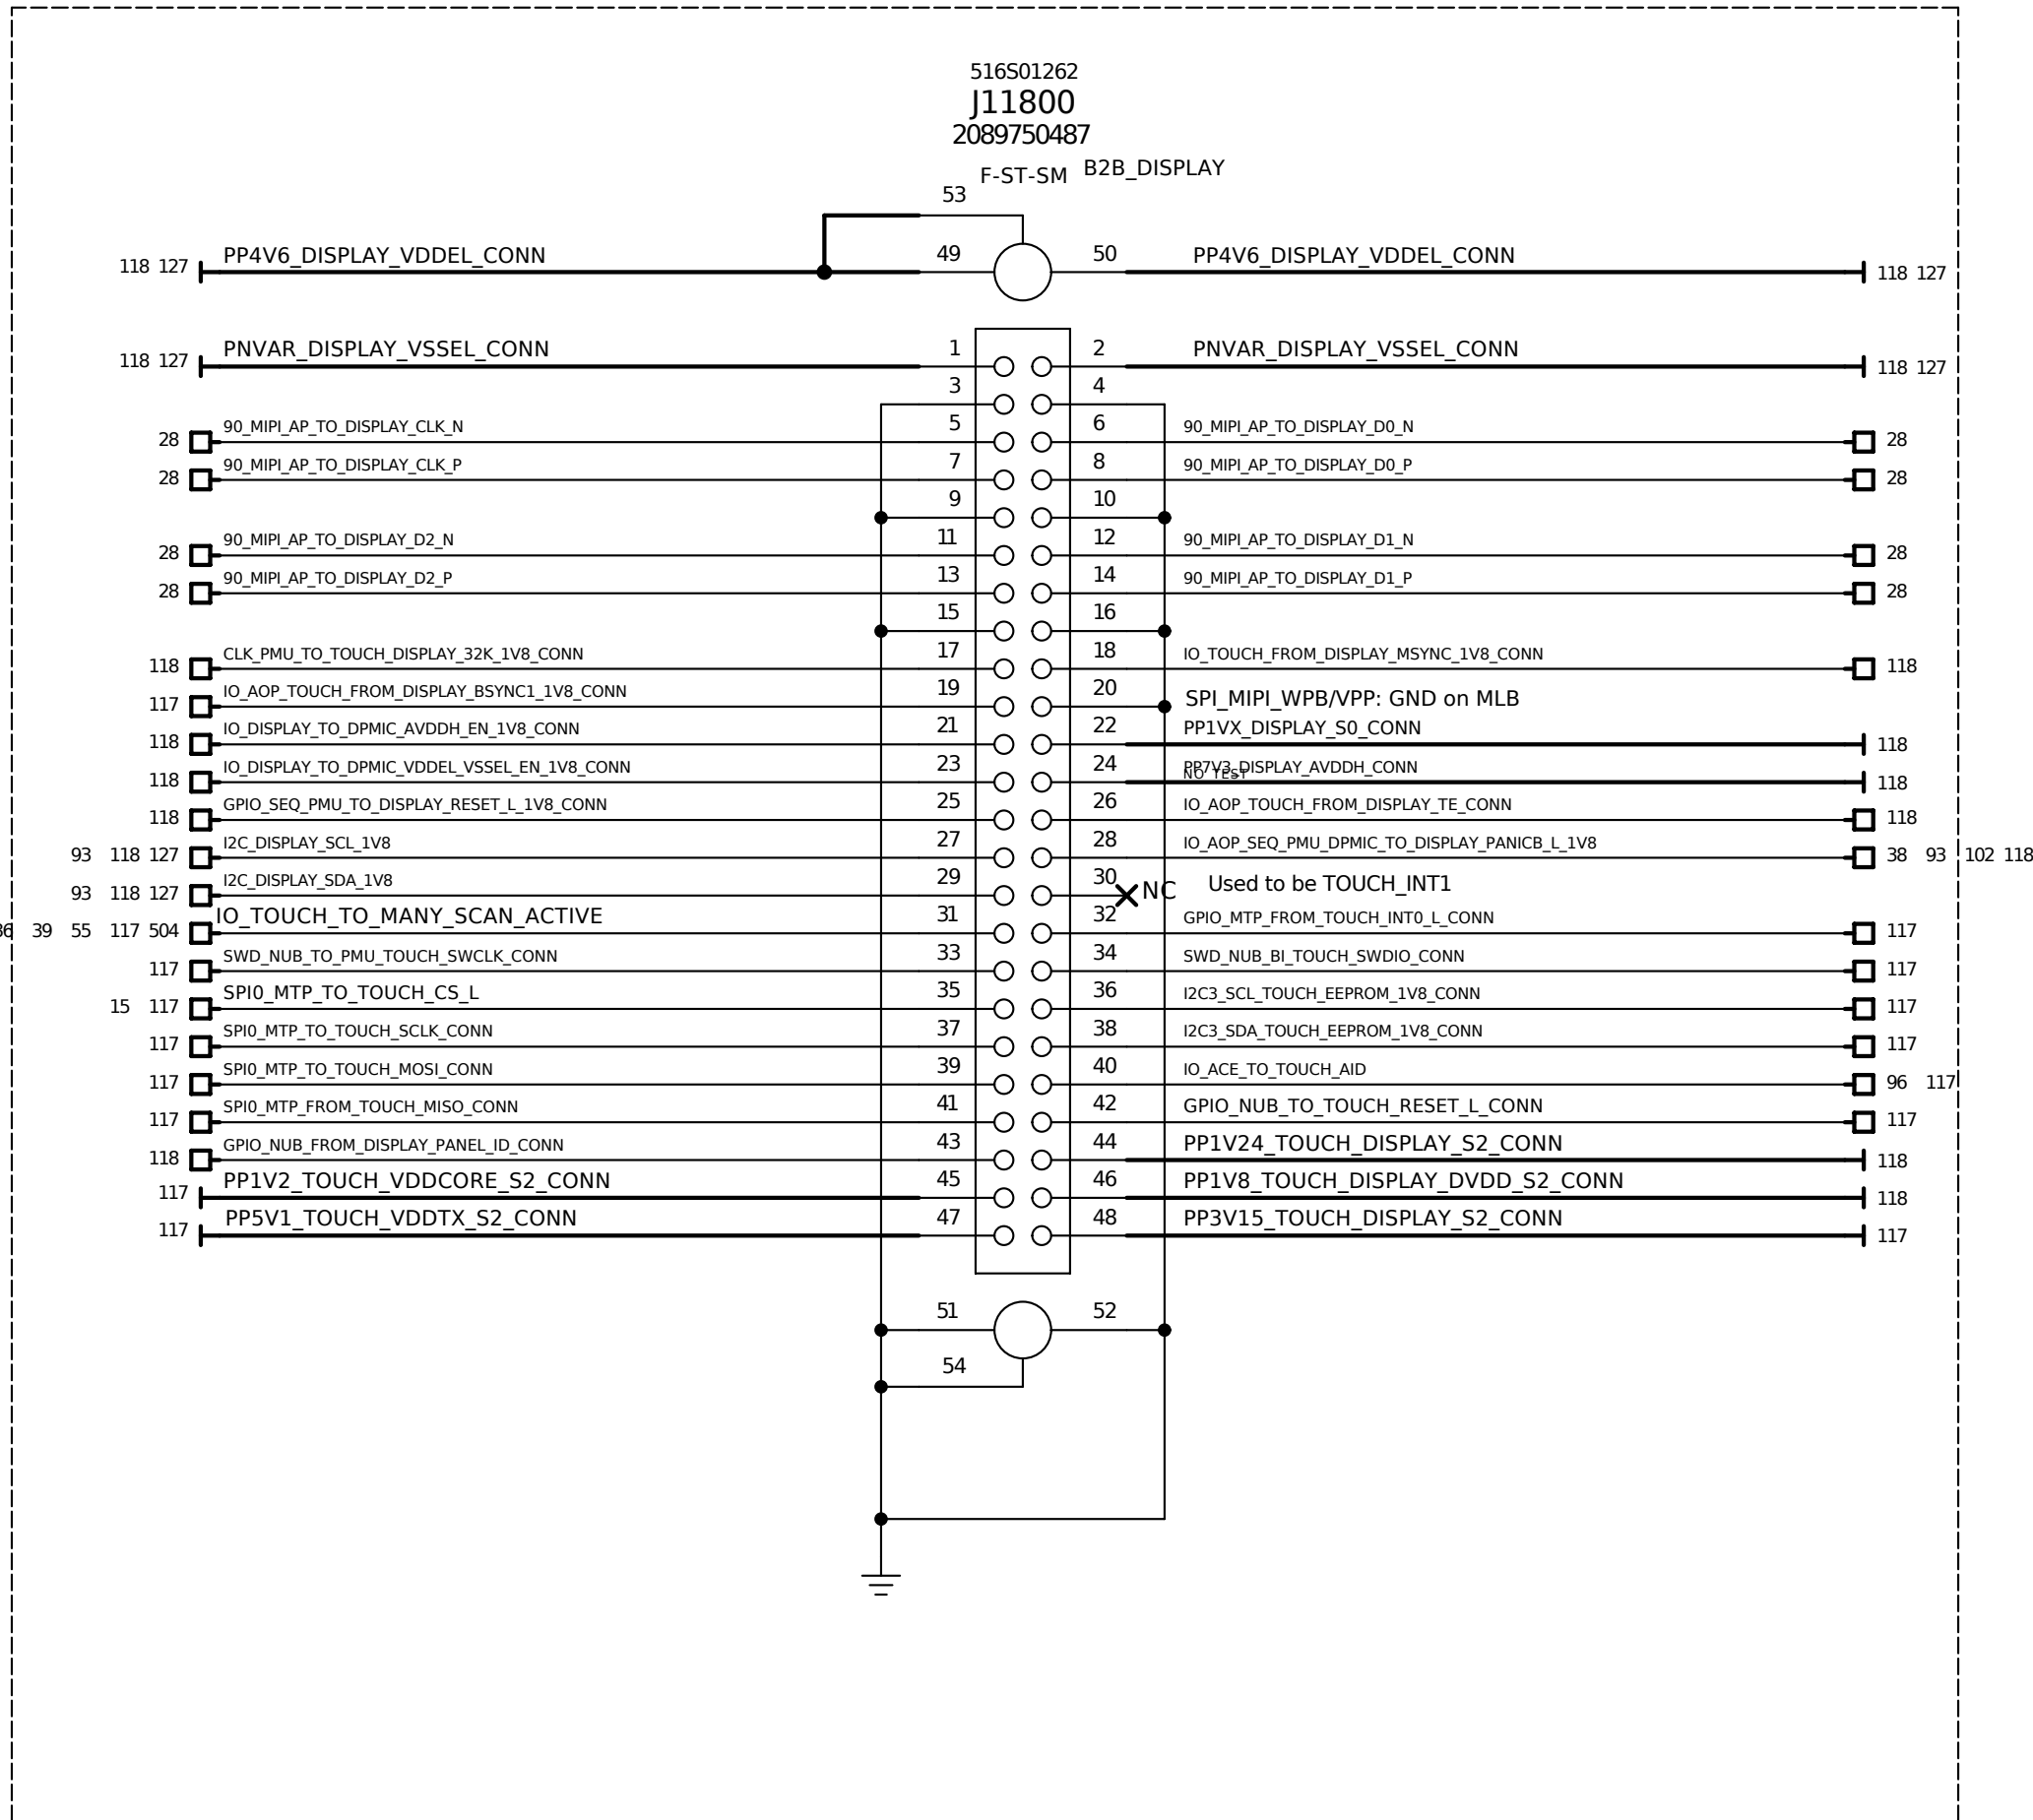 516S01262
J11800
2089750487
F-ST-SM B2B_DISPLAY
53
118 127 PP4V6_DISPLAY_VDDEL_CONN 49 50 PP4V6_DISPLAY_VDDEL_CONN 118 127
118 127 PNVAR_DISPLAY_VSSEL_CONN 1 2 PNVAR_DISPLAY_VSSEL_CONN 118 127
3 4
28 90_MIPI_AP_TO_DISPLAY_CLK_N 5 6 90_MIPI_AP_TO_DISPLAY_D0_N 28
28 90_MIPI_AP_TO_DISPLAY_CLK_P 7 8 90_MIPI_AP_TO_DISPLAY_D0_P 28
9 10
28 90_MIPI_AP_TO_DISPLAY_D2_N 11 12 90_MIPI_AP_TO_DISPLAY_D1_N 28
28 90_MIPI_AP_TO_DISPLAY_D2_P 13 14 90_MIPI_AP_TO_DISPLAY_D1_P 28
15 16
118 CLK_PMU_TO_TOUCH_DISPLAY_32K_1V8_CONN 17 18 IO_TOUCH_FROM_DISPLAY_MSYNC_1V8_CONN 118
117 IO_AOP_TOUCH_FROM_DISPLAY_BSYNC1_1V8_CONN 19 20 SPI_MIPI_WPB/VPP: GND on MLB
118 IO_DISPLAY_TO_DPMIC_AVDDH_EN_1V8_CONN 21 22 PP1VX_DISPLAY_S0_CONN 118
118 IO_DISPLAY_TO_DPMIC_VDDEL_VSSEL_EN_1V8_CONN 23 24 PP7V3_DISPLAY_AVDDH_CONN 118
NO_TEST
118 GPIO_SEQ_PMU_TO_DISPLAY_RESET_L_1V8_CONN 25 26 IO_AOP_TOUCH_FROM_DISPLAY_TE_CONN 118
93 118 127 I2C_DISPLAY_SCL_1V8 27 28 IO_AOP_SEQ_PMU_DPMIC_TO_DISPLAY_PANICB_L_1V8 38 93 102 118
93 118 127 I2C_DISPLAY_SDA_1V8 29 30 NC Used to be TOUCH_INT1
39 55 117 504 IO_TOUCH_TO_MANY_SCAN_ACTIVE 31 32 GPIO_MTP_FROM_TOUCH_INT0_L_CONN 117
117 SWD_NUB_TO_PMU_TOUCH_SWCLK_CONN 33 34 SWD_NUB_BI_TOUCH_SWDIO_CONN 117
15 117 SPI0_MTP_TO_TOUCH_CS_L 35 36 I2C3_SCL_TOUCH_EEPROM_1V8_CONN 117
117 SPI0_MTP_TO_TOUCH_SCLK_CONN 37 38 I2C3_SDA_TOUCH_EEPROM_1V8_CONN 117
117 SPI0_MTP_TO_TOUCH_MOSI_CONN 39 40 IO_ACE_TO_TOUCH_AID 96 117
117 SPI0_MTP_FROM_TOUCH_MISO_CONN 41 42 GPIO_NUB_TO_TOUCH_RESET_L_CONN 117
118 GPIO_NUB_FROM_DISPLAY_PANEL_ID_CONN 43 44 PP1V24_TOUCH_DISPLAY_S2_CONN 118
117 PP1V2_TOUCH_VDDCORE_S2_CONN 45 46 PP1V8_TOUCH_DISPLAY_DVDD_S2_CONN 118
117 PP5V1_TOUCH_VDDTX_S2_CONN 47 48 PP3V15_TOUCH_DISPLAY_S2_CONN 117
51 52
54